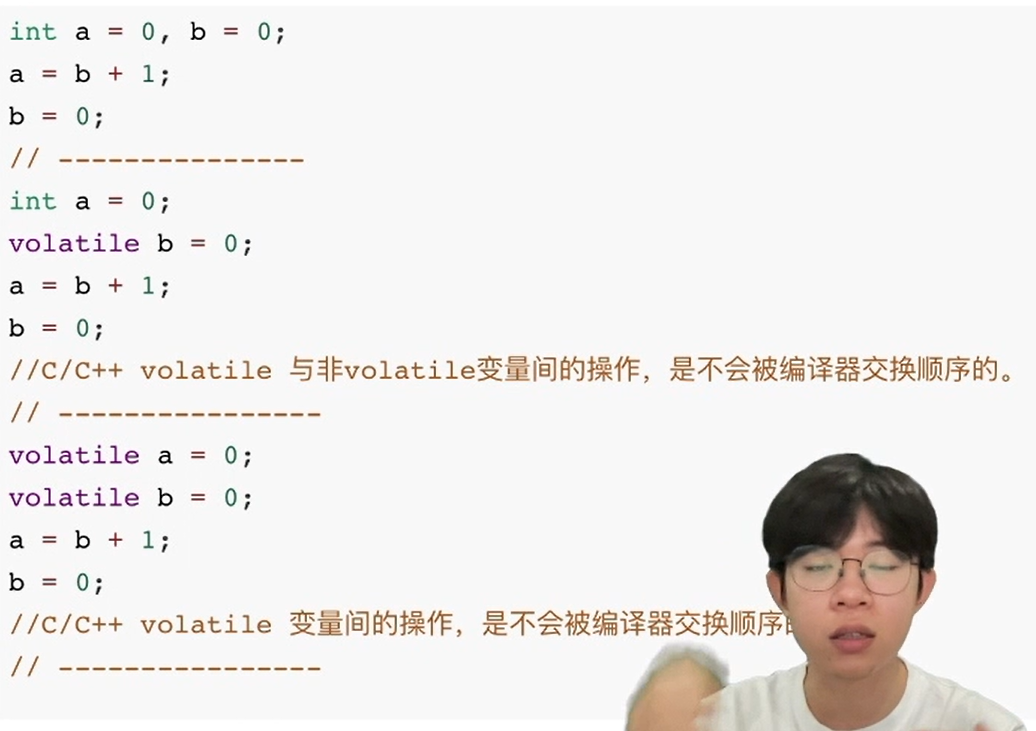 int a = 0, b = 0;
a = b + 1;
b = 0;
// ---------------
int a = 0;
volatile b = 0;
a = b + 1;
b = 0;
//C/C++ volatile 与非volatile变量间的操作，是不会被编译器交换顺序的。
// ----------------
volatile a = 0;
volatile b = 0;
a = b + 1;
b = 0;
//C/C++ volatile 变量间的操作，是不会被编译器交换顺序
// ----------------